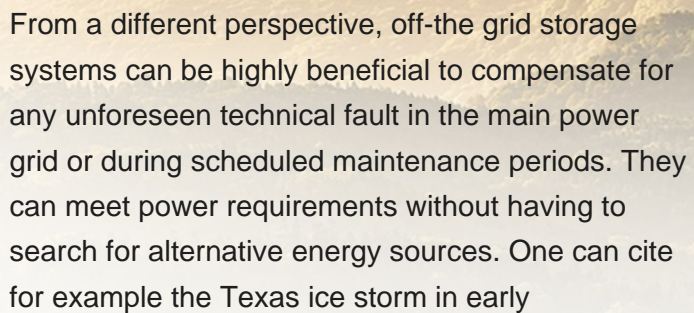 From a different perspective, off-the grid storage
systems can be highly beneficial to compensate for
any unforeseen technical fault in the main power
grid or during scheduled maintenance periods. They
can meet power requirements without having to
search for alternative energy sources. One can cite
for example the Texas ice storm in early